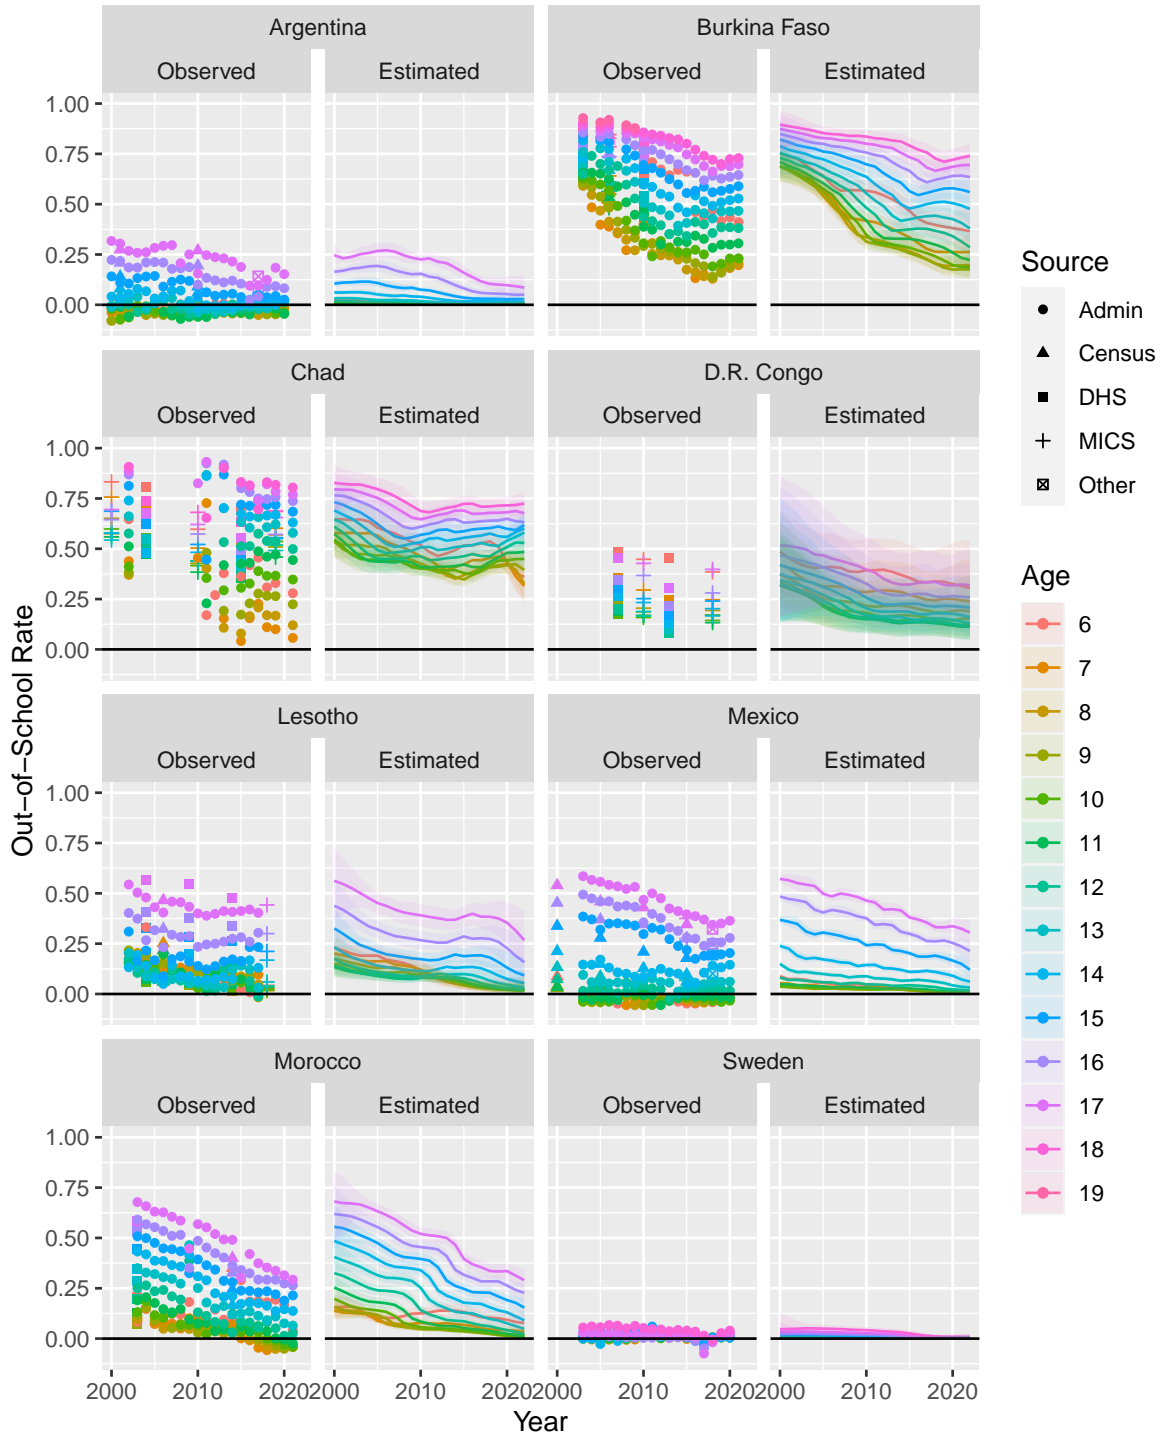 Argentina
Burkina Faso
Observed
Estimated
Observed
Estimated
1.00
0.75
0.50
0.25
0.00
Chad
D.R. Congo
Observed
Estimated
Observed
Estimated
1.00
0.75
0.50
0.25
0.00
Lesotho
Mexico
Observed
Estimated
Observed
Estimated
1.00
0.75
0.50
0.25
0.00
Morocco
Sweden
Observed
Estimated
Observed
Estimated
1.00
0.75
0.50
0.25
0.00
2000 2010 2020 2000 2010 2020 2000 2010 2020 2000 2010 2020
Year
Out−of−School Rate
Source
Admin
Census
DHS
MICS
Other
Age
6
7
8
9
10
11
12
13
14
15
16
17
18
19